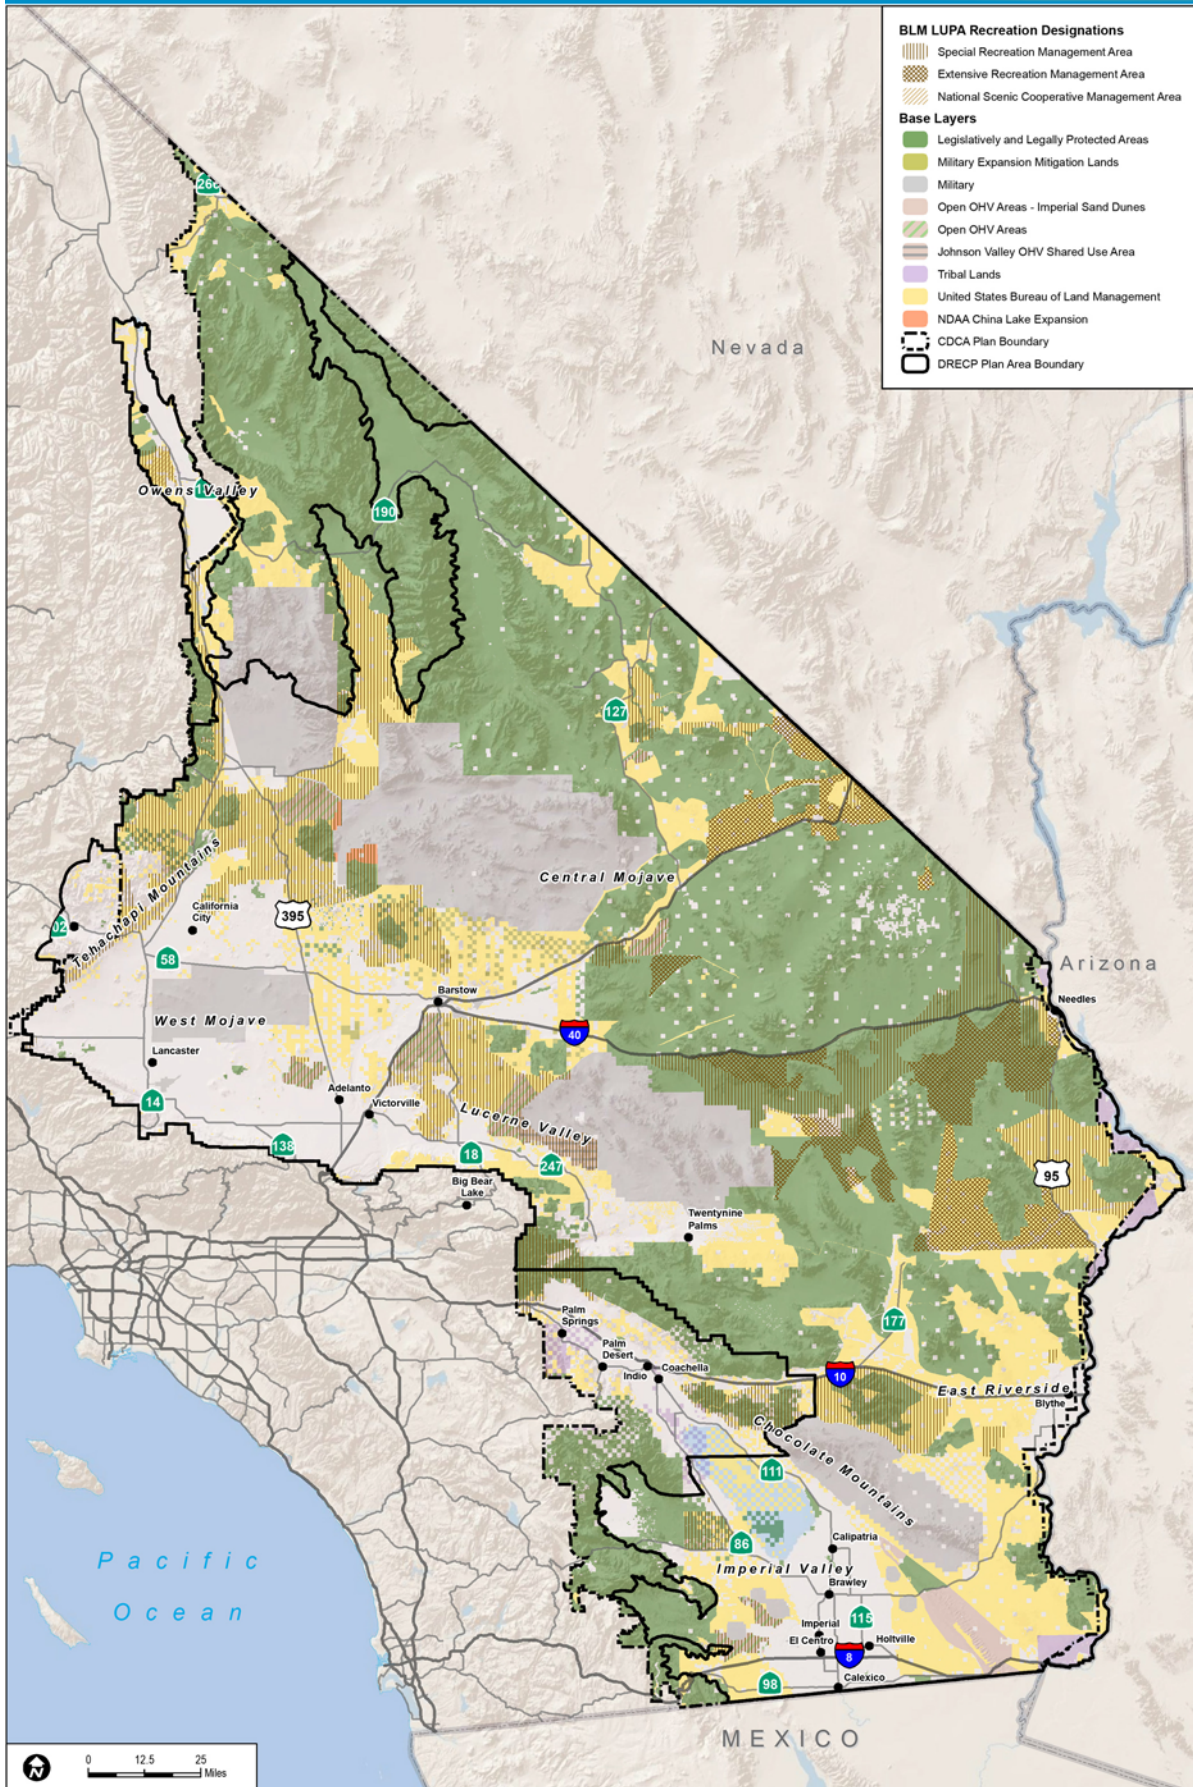 BLM LUPA Recreation Designations
Special Recreation Management Area
Extensive Recreation Management Area
National Scenic Cooperative Management Area
Base Layers
Legislatively and Legally Protected Areas
Military Expansion Mitigation Lands
Military
Open OHV Areas - Imperial Sand Dunes
Open OHV Areas
Johnson Valley OHV Shared Use Area
Tribal Lands
United States Bureau of Land Management
NDAA China Lake Expansion
CDCA Plan Boundary
DRECP Plan Area Boundary
Nevada
Owens Valley
190
127
Central Mojave
Tehachapi Mountains
California
City
395
58
Arizona
Barstow
Needles
West Mojave
40
Lancaster
Adelanto
14
Victorville
Lucerne Valley
138
18
247
95
Big Bear
Lake
Twentynine
Palms
Palm
Springs
177
Palm
Desert
Coachella
Indio
10
East Riverside
Blythe
Chocolate Mountains
111
86
Calipatria
Pacific
Ocean
Imperial Valley
Brawley
115
Imperial
El Centro
Holtville
8
98
Calexico
MEXICO
N
0 12.5 25
Miles